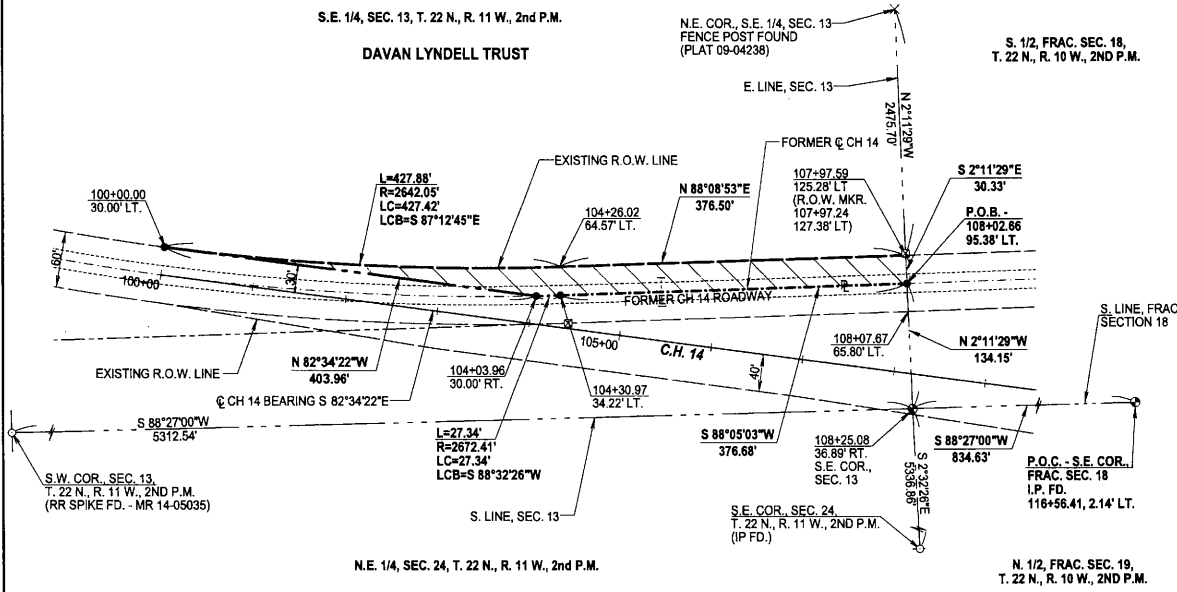 S.E. 1/4, SEC. 13, T. 22 N., R. 11 W., 2nd P.M.
DAVAN LYNDELL TRUST
N.E. COR., S.E. 1/4, SEC. 13
FENCE POST FOUND
(PLAT 09-04238)
E. LINE, SEC. 13
S. 1/2, FRAC. SEC. 18,
T. 22 N., R. 10 W., 2ND P.M.
N 2°11'29"W
2475.70'
FORMER ℄ CH 14
EXISTING R.O.W. LINE
100+00.00
30.00' LT.
L=427.88'
R=2642.05'
LC=427.42'
LCB=S 87°12'45"E
104+26.02
64.57' LT.
N 88°08'53"E
376.50'
107+97.59
125.28' LT
(R.O.W. MKR.
107+97.24
127.38' LT)
S 2°11'29"E
30.33'
P.O.B. -
108+02.66
95.38' LT.
60'
100+00
30'
FORMER CH 14 ROADWAY
℄
S. LINE, FRAC
SECTION 18
EXISTING R.O.W. LINE
N 82°34'22"W
403.96'
℄ CH 14 BEARING S 82°34'22"E
104+03.96
30.00' RT.
105+00
C.H. 14
104+30.97
34.22' LT.
40'
108+07.67
65.80' LT.
N 2°11'29"W
134.15'
S 88°27'00"W
5312.54'
L=27.34'
R=2672.41'
LC=27.34'
LCB=S 88°32'26"W
S 88°05'03"W
376.68'
108+25.08
36.89' RT.
S.E. COR.,
SEC. 13
S 88°27'00"W
834.63'
P.O.C. - S.E. COR.,
FRAC. SEC. 18
I.P. FD.
116+56.41, 2.14' LT.
S.W. COR., SEC. 13,
T. 22 N., R. 11 W., 2ND P.M.
(RR SPIKE FD. - MR 14-05035)
S. LINE, SEC. 13
S 2°32'26"E
5336.86'
S.E. COR., SEC. 24,
T. 22 N., R. 11 W., 2ND P.M.
(IP FD.)
N.E. 1/4, SEC. 24, T. 22 N., R. 11 W., 2nd P.M.
N. 1/2, FRAC. SEC. 19,
T. 22 N., R. 10 W., 2ND P.M.